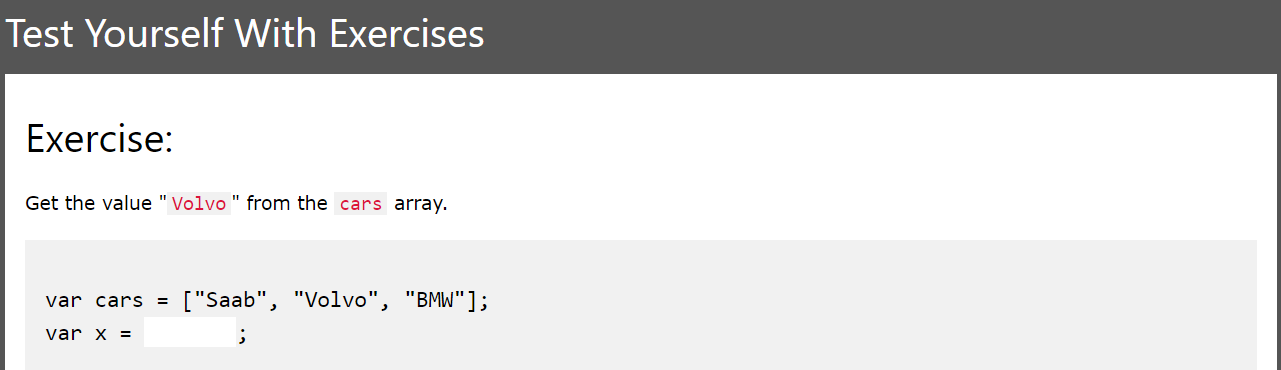 Test Yourself With Exercises
Exercise:
Get the value "Volvo" from the cars array.
var cars = ["Saab", "Volvo", "BMW"];
var x = ;